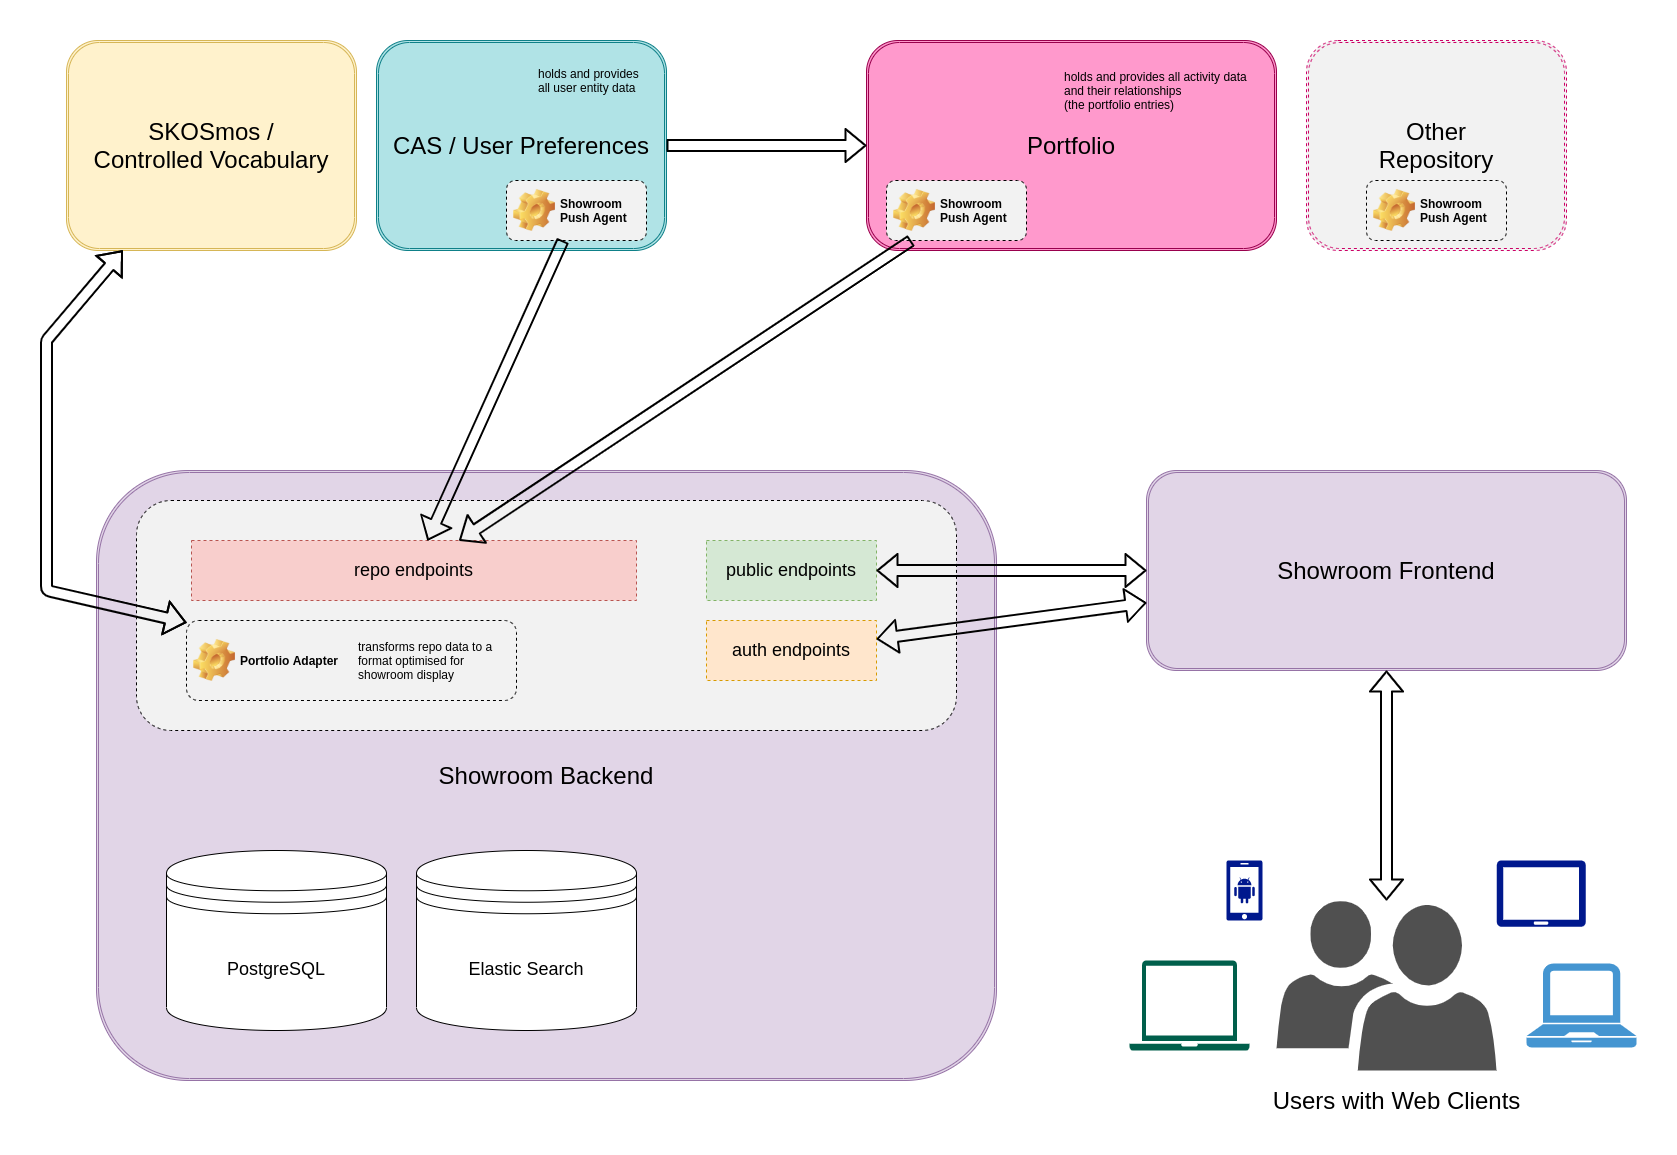 SKOSmos /
Controlled Vocabulary
holds and provides
all user entity data
CAS / User Preferences
Showroom
Push Agent
holds and provides all activity data
and their relationships
(the portfolio entries)
Portfolio
Showroom
Push Agent
Other
Repository
Showroom
Push Agent
repo endpoints
public endpoints
Portfolio Adapter
transforms repo data to a
format optimised for
showroom display
auth endpoints
Showroom Backend
PostgreSQL
Elastic Search
Showroom Frontend
Users with Web Clients